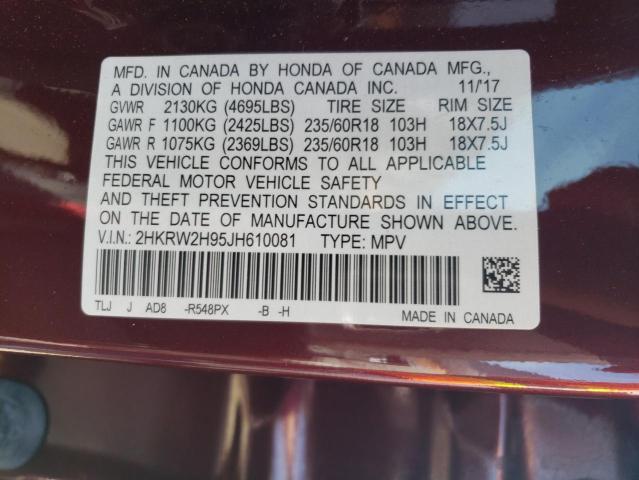 MFD. IN CANADA BY HONDA OF CANADA MFG.,
A DIVISION OF HONDA CANADA INC. 11/'17
GVWR 2130KG (4695LBS) TIRE SIZE RIM SIZE
GAWR F 1100KG (2425LBS) 235/60R18 103H 18X7.5J
GAWR R 1075KG (2369LBS) 235/60R18 103H 18X7.5J
THIS VEHICLE CONFORMS TO ALL APPLICABLE
FEDERAL MOTOR VEHICLE SAFETY
AND THEFT PREVENTION STANDARDS IN EFFECT
ON THE DATE OF MANUFACTURE SHOWN ABOVE.
V.I.N.: 2HKRW2H95JH610081 TYPE: MPV
TLJ J AD8 -R548PX -B -H
MADE IN CANADA